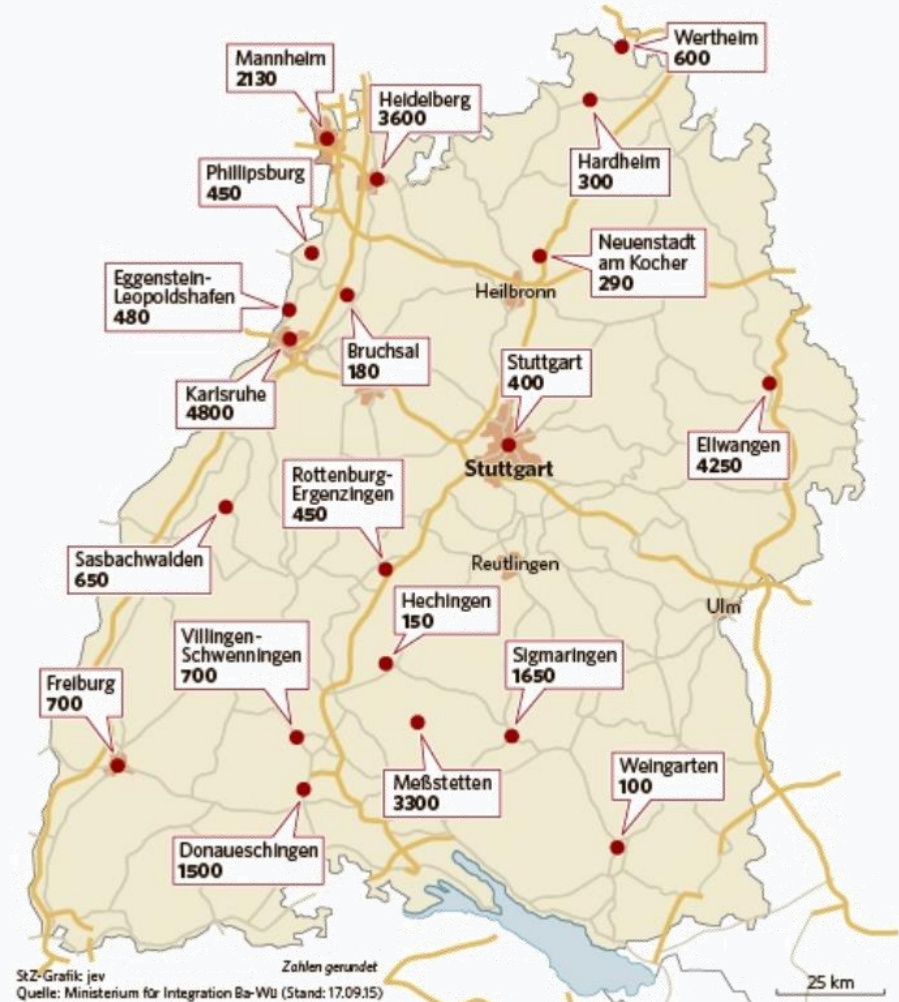 Wertheim
600
Mannheim
2130
Heidelberg
3600
Hardheim
300
Phillipsburg
450
Neuenstadt
am Kocher
290
Eggenstein-
Leopoldshafen
480
Heilbronn
Bruchsal
180
Stuttgart
400
Karlsruhe
4800
Ellwangen
4250
Stuttgart
Rottenburg-
Ergenzingen
450
Sasbachwalden
650
Reutlingen
Hechingen
150
Ulm
Villingen-
Schwenningen
700
Sigmaringen
1650
Freiburg
700
Meßstetten
3300
Weingarten
100
Donaueschingen
1500
Zahlen gerundet
StZ-Grafik: jev
Quelle: Ministerium für Integration Ba-Wü (Stand: 17.09.15)
25 km